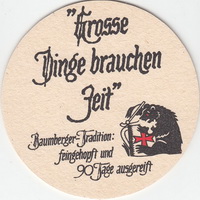 "Grosse
Dinge brauchen
Zeit"
Baumberger-Tradition:
feingehopft und
90 Tage ausgereift